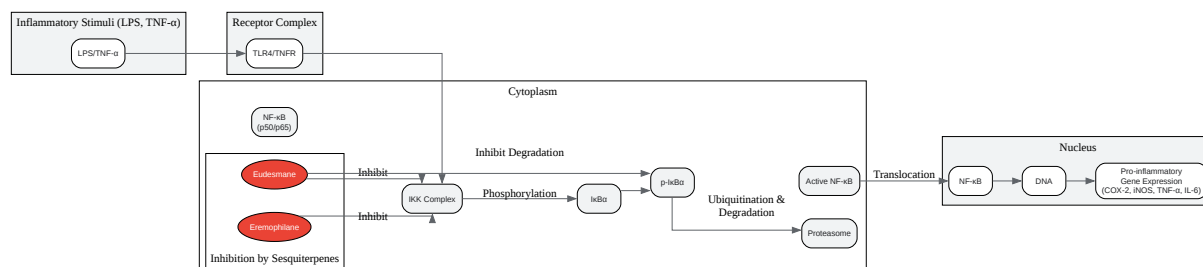 Inflammatory Stimuli (LPS, TNF-α)
LPS/TNF-α
Receptor Complex
TLR4/TNFR
Cytoplasm
NF-κB
(p50/p65)
Eudesmane
Eremophilane
Inhibition by Sesquiterpenes
Inhibit
Inhibit
Inhibit Degradation
IKK Complex
Phosphorylation
IκBα
p-IκBα
Ubiquitination &
Degradation
Active NF-κB
Proteasome
Translocation
Nucleus
NF-κB
DNA
Pro-inflammatory
Gene Expression
(COX-2, iNOS, TNF-α, IL-6)